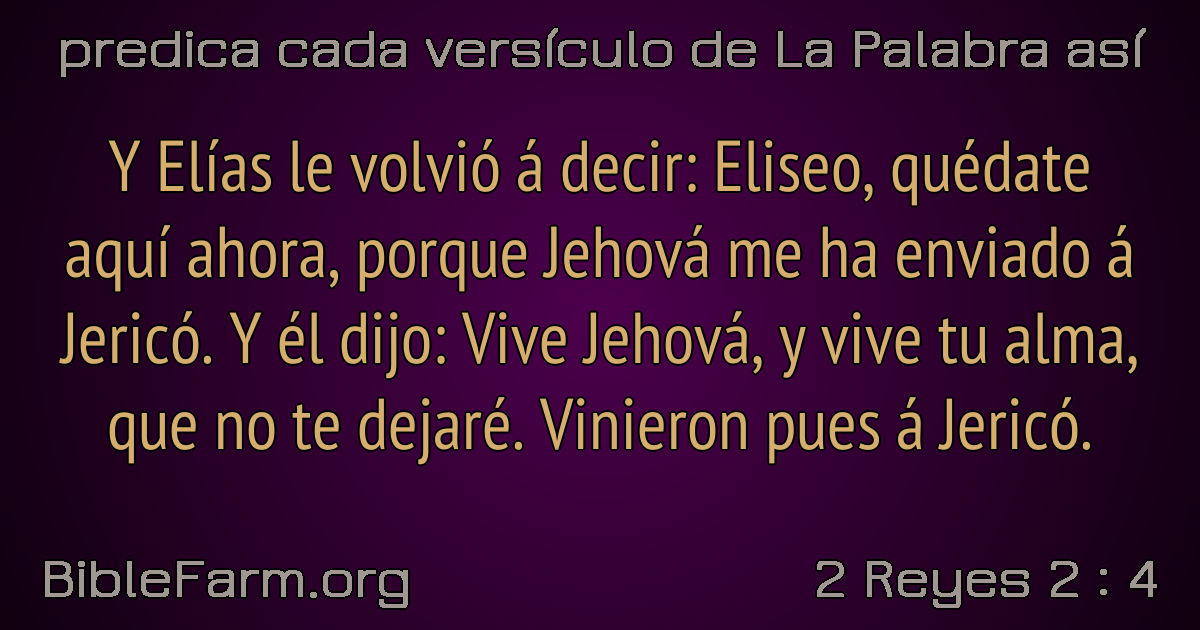 predica cada versículo de La Palabra así
Y Elías le volvió á decir: Eliseo, quédate
aquí ahora, porque Jehová me ha enviado á
Jericó. Y él dijo: Vive Jehová, y vive tu alma,
que no te dejaré. Vinieron pues á Jericó.
BibleFarm.org
2 Reyes 2 : 4